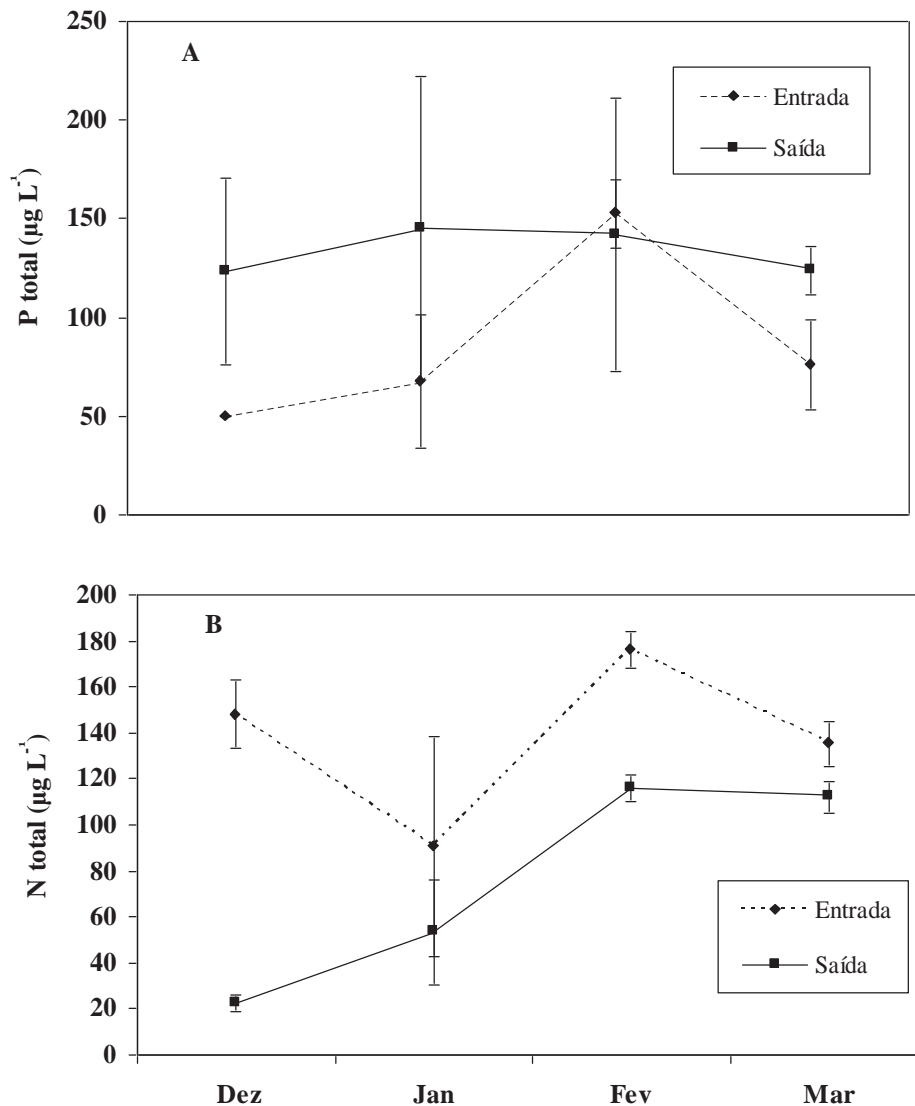 A
P total (µg L-1)
250
200
150
100
50
0
Entrada
Saída
B
N total (µg L-1)
200
180
160
140
120
100
80
60
40
20
0
Entrada
Saída
Dez Jan Fev Mar